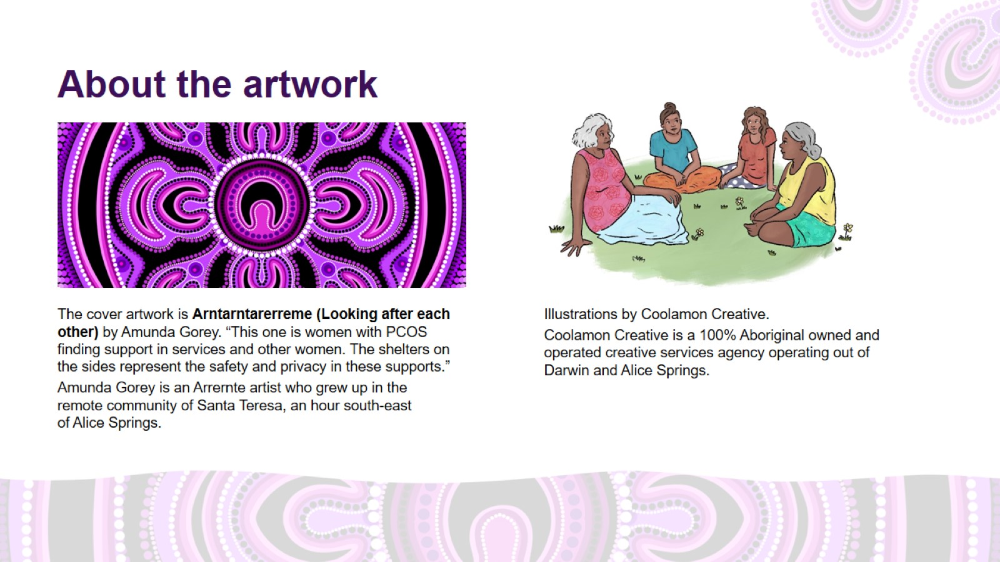 About the artwork
The cover artwork is Arntarntarerreme (Looking after each
other) by Amunda Gorey. “This one is women with PCOS
finding support in services and other women. The shelters on
the sides represent the safety and privacy in these supports.”
Amunda Gorey is an Arrernte artist who grew up in the
remote community of Santa Teresa, an hour south-east
of Alice Springs.
Illustrations by Coolamon Creative.
Coolamon Creative is a 100% Aboriginal owned and
operated creative services agency operating out of
Darwin and Alice Springs.